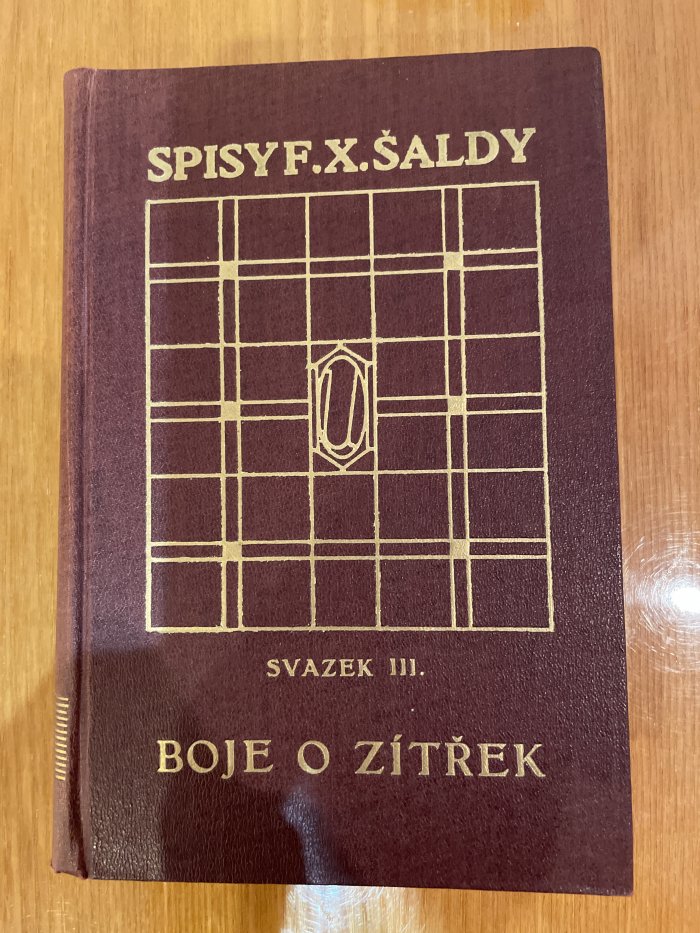 SPISY F. X. ŠALDY
SVAZEK III.
BOJE O ZÍTŘEK